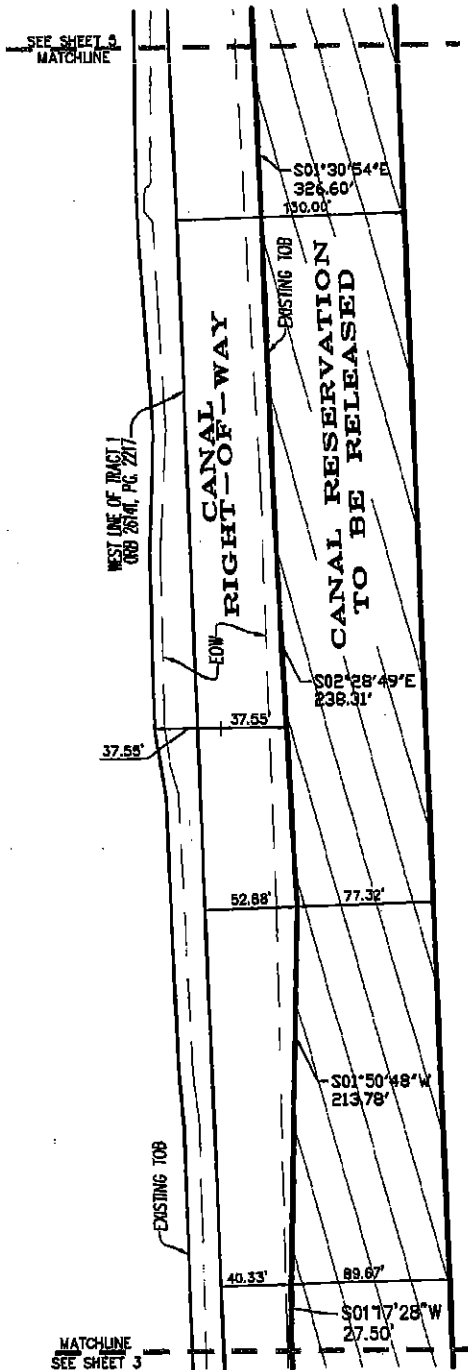 SEE SHEET 5
MATCHLINE
S01°30'54"E
326.60'
130.00'
EXISTING TOB
CANAL RESERVATION
TO BE RELEASED
CANAL
RIGHT-OF-WAY
WEST LINE OF TRACT 1
ORB 26741, PG. 2217
EOW
S02°28'49"E
238.31'
37.55'
37.55'
52.68'
77.32'
S01°50'48"W
213.78'
EXISTING TOB
40.33'
89.67'
S01°17'28"W
27.50'
MATCHLINE
SEE SHEET 3